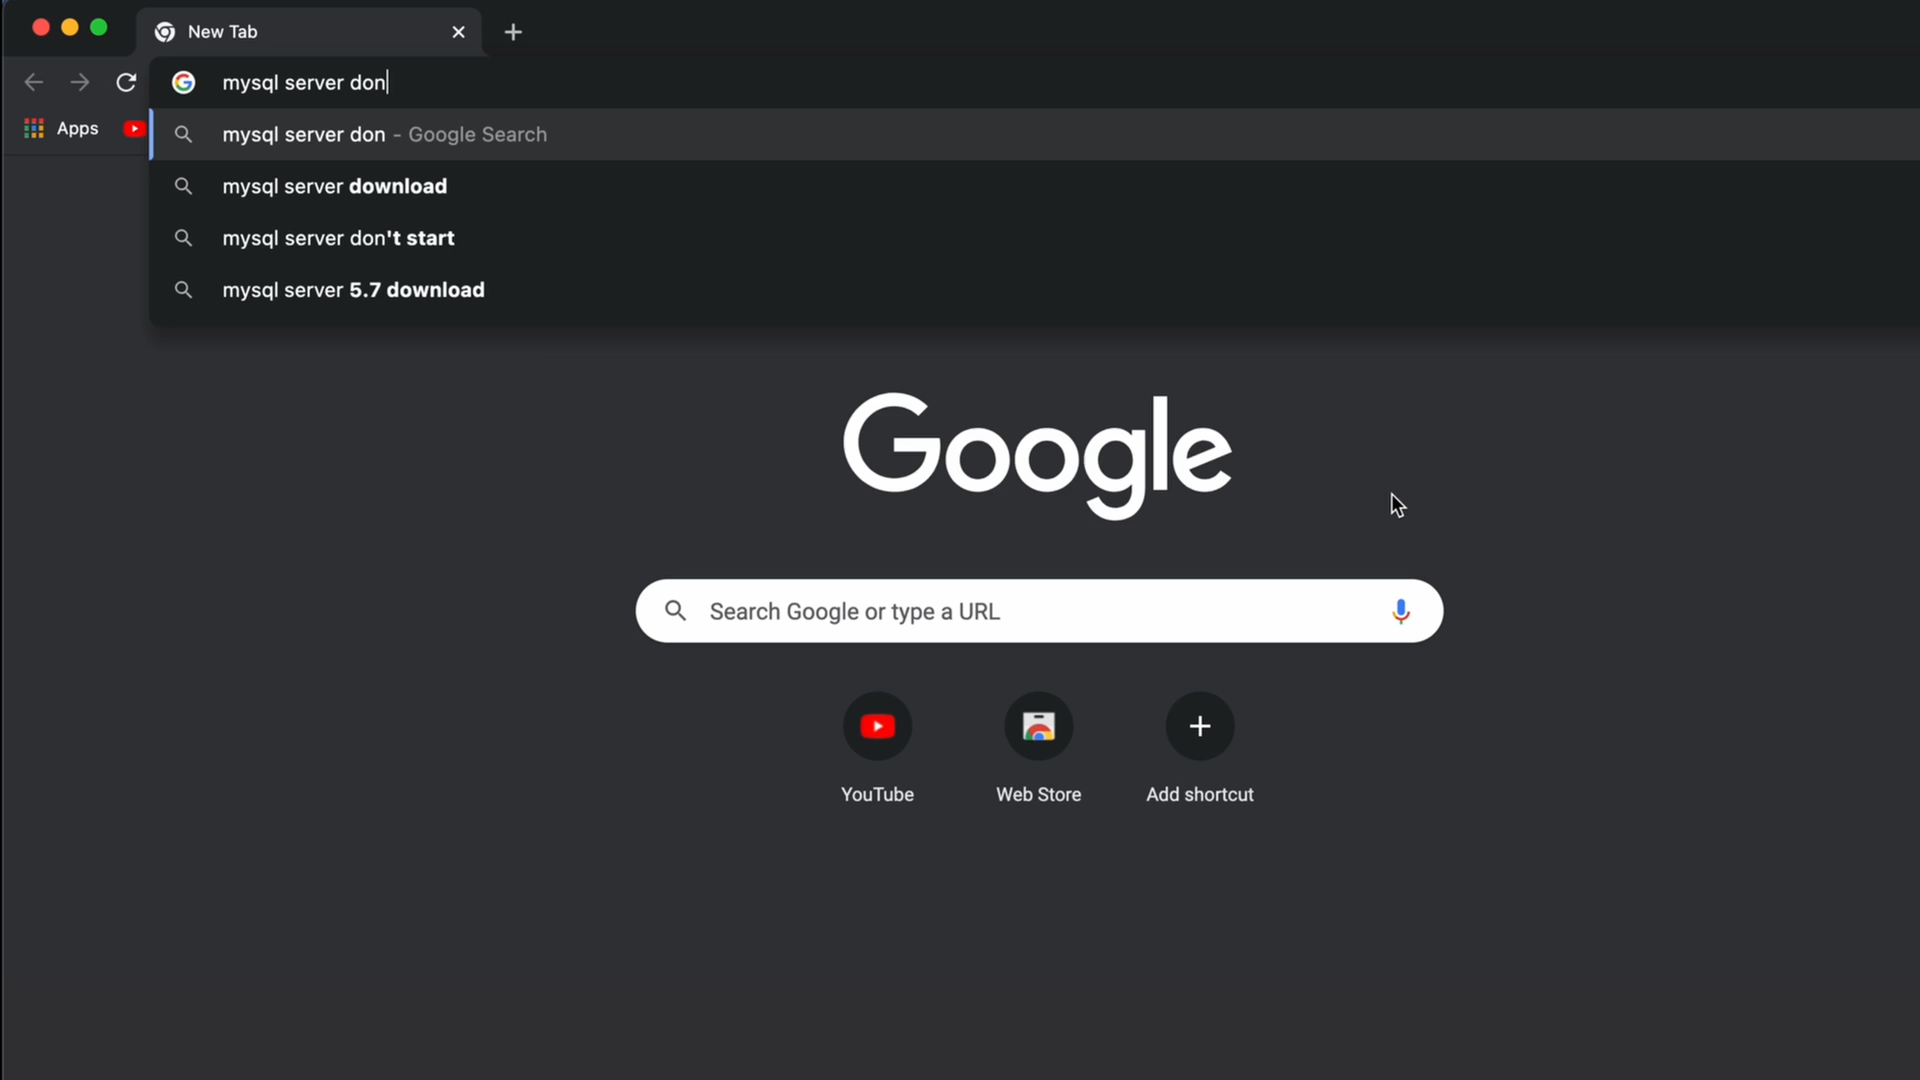 New Tab
mysql server don
Apps
mysql server don - Google Search
mysql server download
mysql server don't start
mysql server 5.7 download
Google
Search Google or type a URL
YouTube
Web Store
Add shortcut